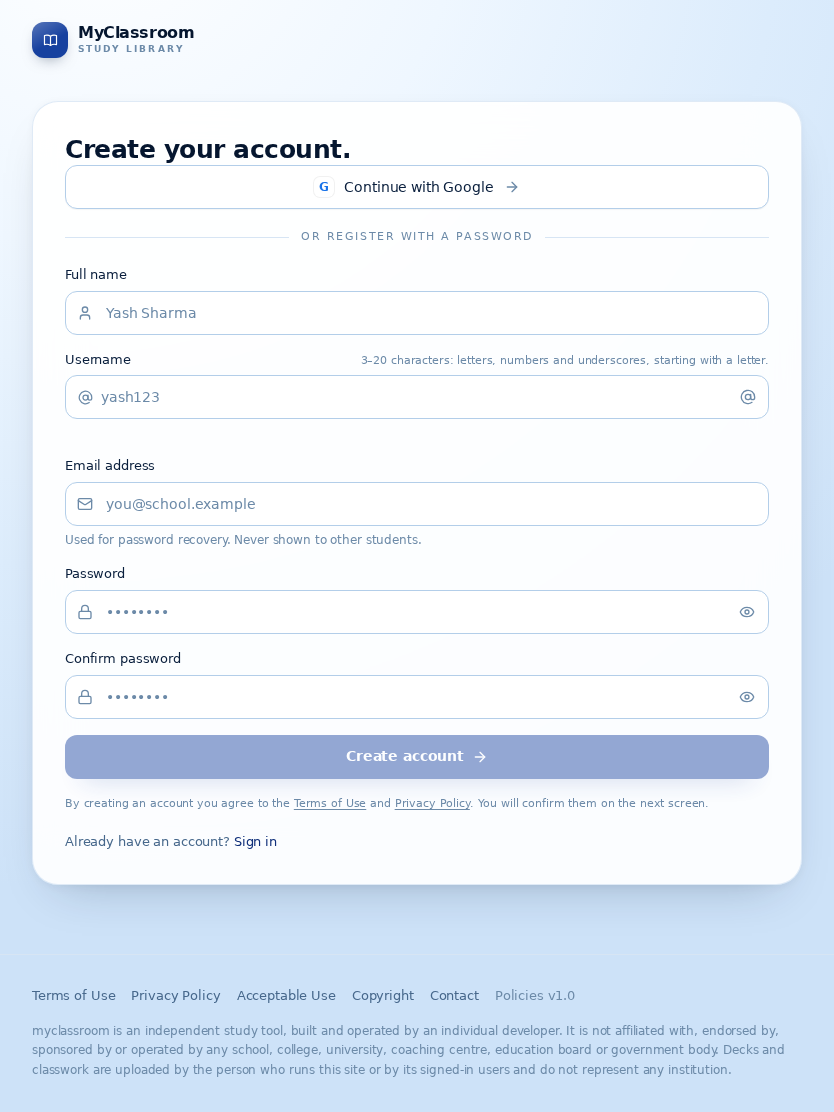 MyClassroom
STUDY LIBRARY
Create your account.
G Continue with Google →
OR REGISTER WITH A PASSWORD
Full name
Yash Sharma
Username 3–20 characters: letters, numbers and underscores, starting with a letter.
@ yash123 @
Email address
you@school.example
Used for password recovery. Never shown to other students.
Password
••••••••
Confirm password
••••••••
Create account →
By creating an account you agree to the Terms of Use and Privacy Policy. You will confirm them on the next screen.
Already have an account? Sign in
Terms of Use Privacy Policy Acceptable Use Copyright Contact Policies v1.0
myclassroom is an independent study tool, built and operated by an individual developer. It is not affiliated with, endorsed by,
sponsored by or operated by any school, college, university, coaching centre, education board or government body. Decks and
classwork are uploaded by the person who runs this site or by its signed-in users and do not represent any institution.